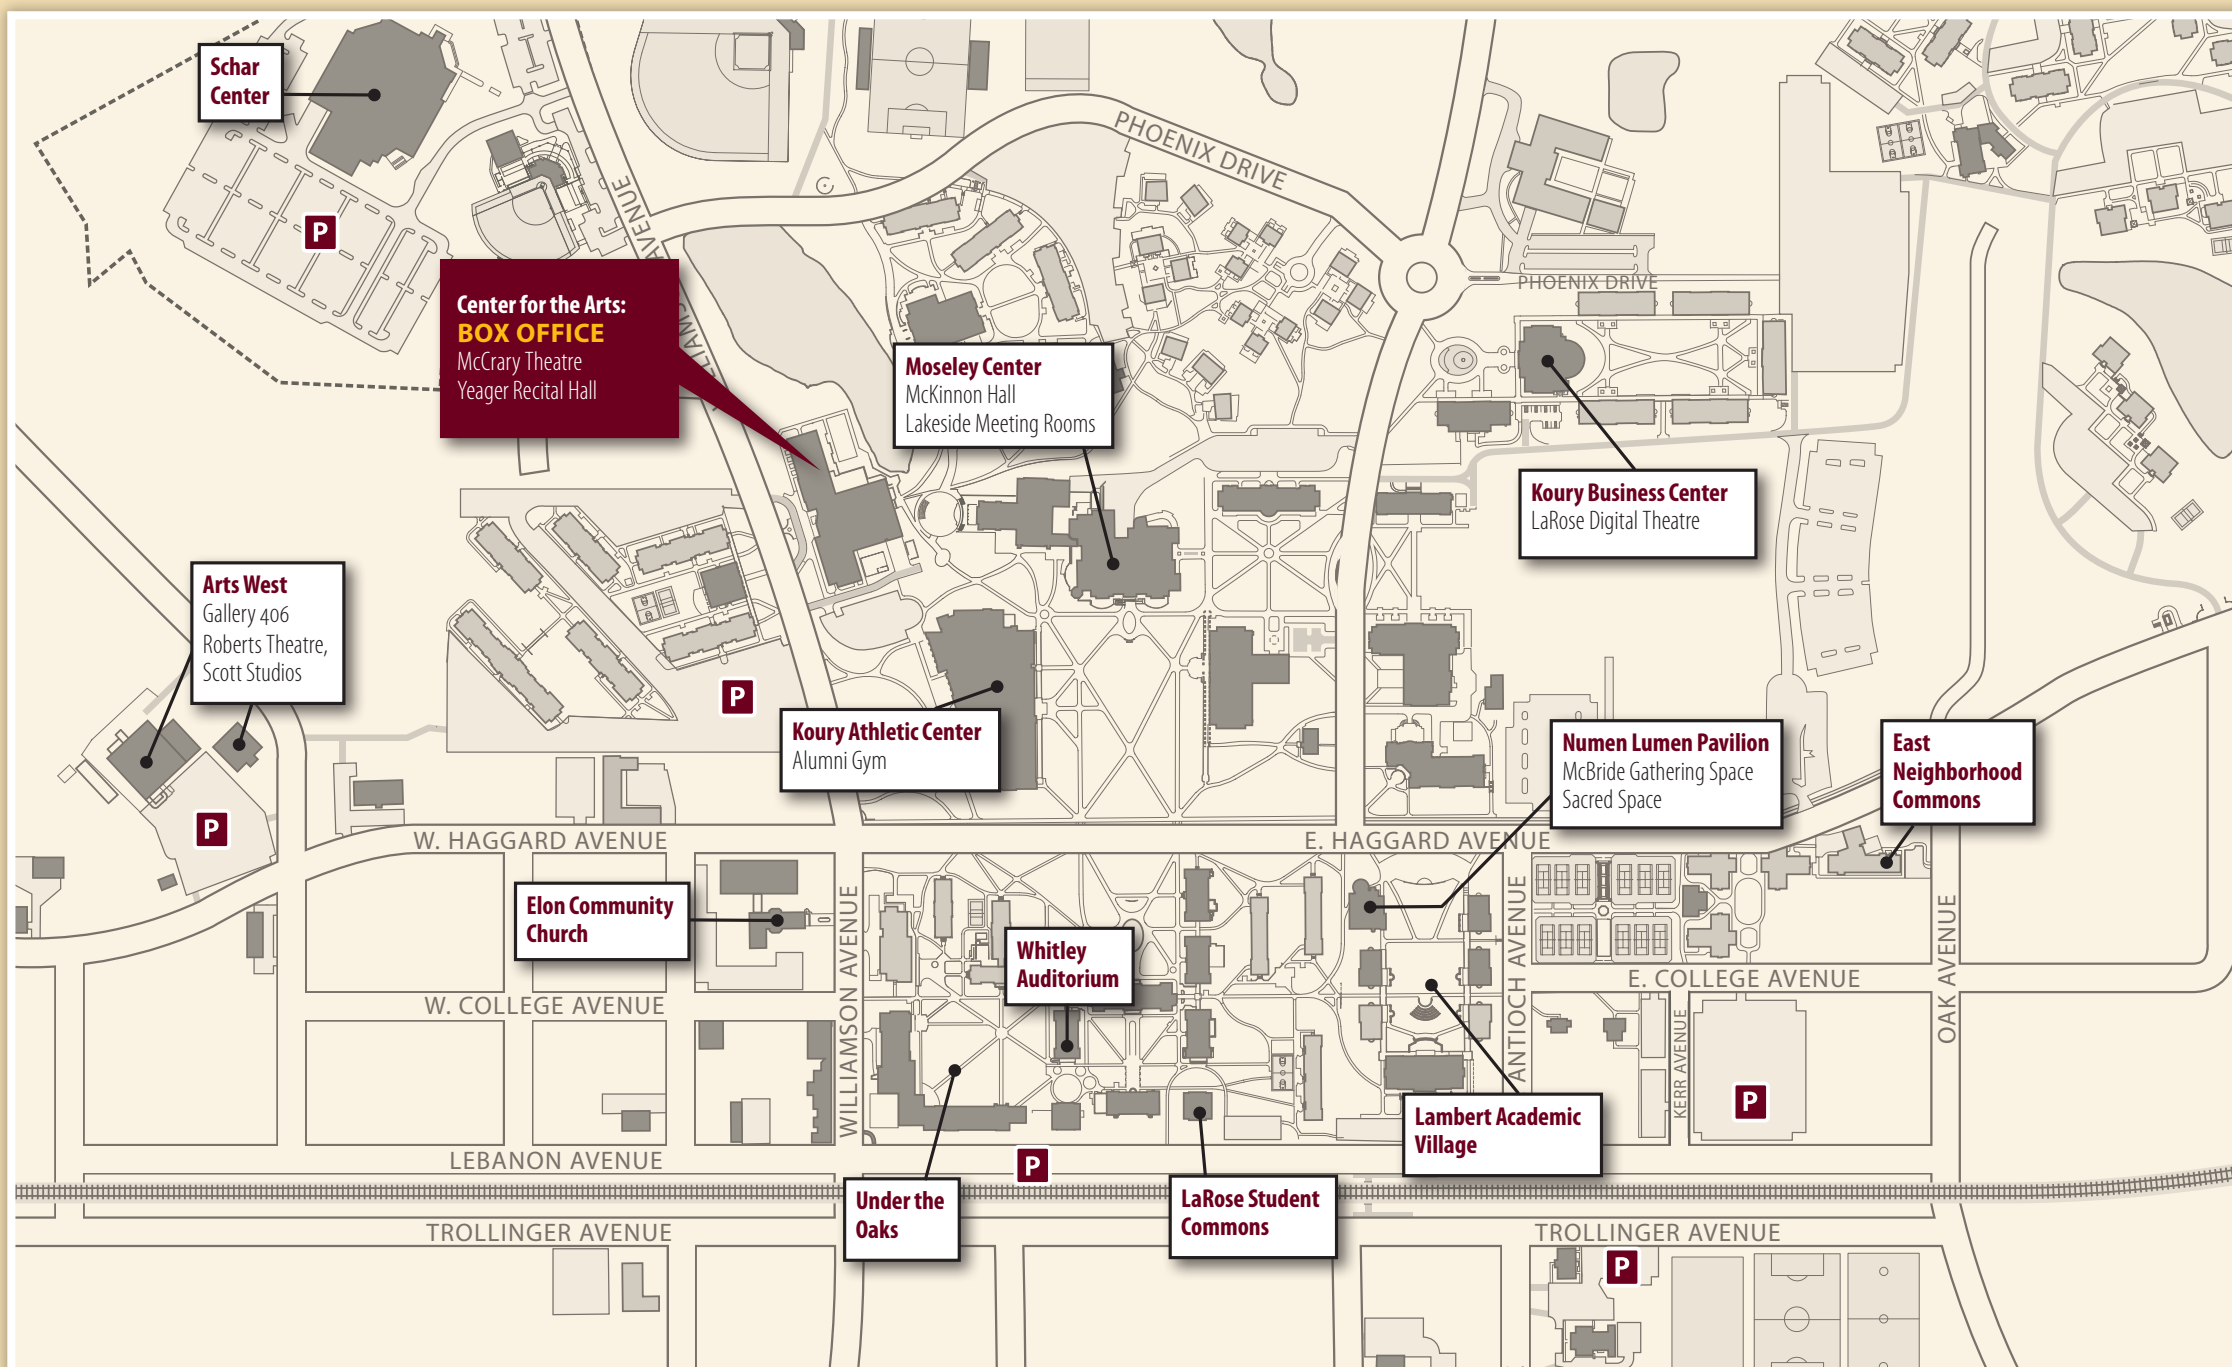 Schar
Center
PHOENIX DRIVE
P
AVENUE
PHOENIX DRIVE
Center for the Arts:
BOX OFFICE
McCrary Theatre
Yeager Recital Hall
Moseley Center
McKinnon Hall
Lakeside Meeting Rooms
Koury Business Center
LaRose Digital Theatre
Arts West
Gallery 406
Roberts Theatre,
Scott Studios
P
Koury Athletic Center
Alumni Gym
Numen Lumen Pavilion
McBride Gathering Space
Sacred Space
East
Neighborhood
Commons
P
W. HAGGARD AVENUE
E. HAGGARD AVENUE
Elon Community
Church
WILLIAMSON AVENUE
Whitley
Auditorium
ANTIOCH AVENUE
E. COLLEGE AVENUE
OAK AVENUE
W. COLLEGE AVENUE
KERR AVENUE
P
Lambert Academic
Village
LEBANON AVENUE
P
Under the
Oaks
LaRose Student
Commons
TROLLINGER AVENUE
TROLLINGER AVENUE
P